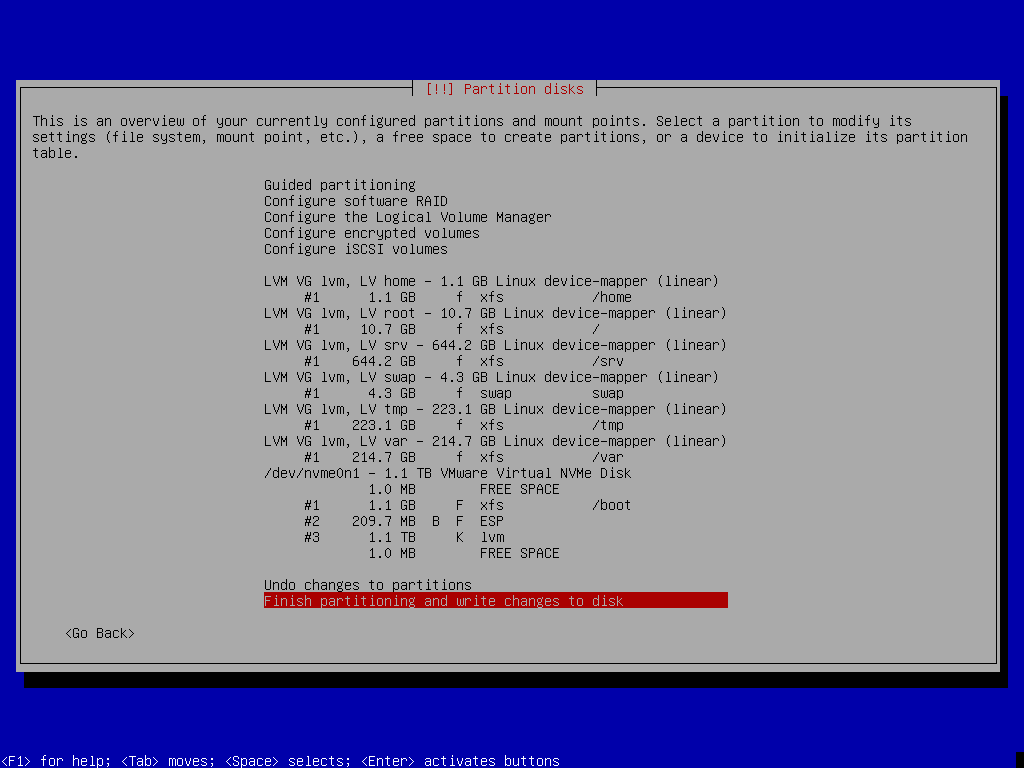 [!!] Partition disks
This is an overview of your currently configured partitions and mount points. Select a partition to modify its
settings (file system, mount point, etc.), a free space to create partitions, or a device to initialize its partition
table.
Guided partitioning
Configure software RAID
Configure the Logical Volume Manager
Configure encrypted volumes
Configure iSCSI volumes
LVM VG lvm, LV home - 1.1 GB Linux device-mapper (linear)
#1 1.1 GB f xfs /home
LVM VG lvm, LV root - 10.7 GB Linux device-mapper (linear)
#1 10.7 GB f xfs /
LVM VG lvm, LV srv - 644.2 GB Linux device-mapper (linear)
#1 644.2 GB f xfs /srv
LVM VG lvm, LV swap - 4.3 GB Linux device-mapper (linear)
#1 4.3 GB f swap swap
LVM VG lvm, LV tmp - 223.1 GB Linux device-mapper (linear)
#1 223.1 GB f xfs /tmp
LVM VG lvm, LV var - 214.7 GB Linux device-mapper (linear)
#1 214.7 GB f xfs /var
/dev/nvme0n1 - 1.1 TB VMware Virtual NVMe Disk
1.0 MB FREE SPACE
#1 1.1 GB F xfs /boot
#2 209.7 MB B F ESP
#3 1.1 TB K lvm
1.0 MB FREE SPACE
Undo changes to partitions
Finish partitioning and write changes to disk
<Go Back>
<F1> for help; <Tab> moves; <Space> selects; <Enter> activates buttons